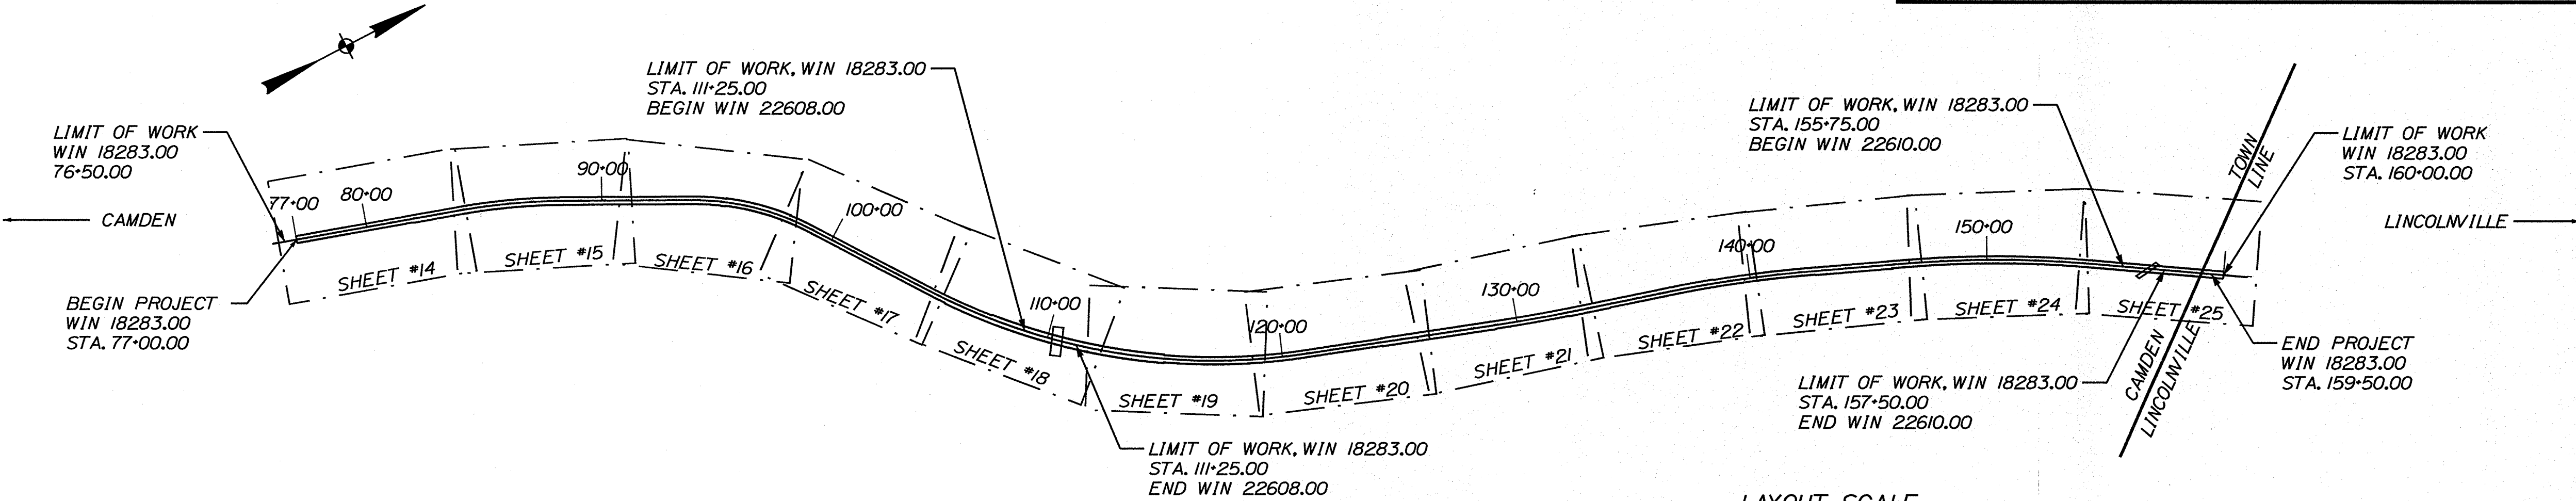 LIMIT OF WORK, WIN 18283.00
STA. 111+25.00
BEGIN WIN 22608.00
LIMIT OF WORK, WIN 18283.00
STA. 155+75.00
BEGIN WIN 22610.00
LIMIT OF WORK
WIN 18283.00
76+50.00
TOWN
LINE
LIMIT OF WORK
WIN 18283.00
STA. 160+00.00
CAMDEN
77+00
80+00
90+00
100+00
110+00
120+00
130+00
140+00
150+00
LINCOLNVILLE
SHEET #14
SHEET #15
SHEET #16
SHEET #17
SHEET #18
SHEET #19
SHEET #20
SHEET #21
SHEET #22
SHEET #23
SHEET #24
SHEET #25
BEGIN PROJECT
WIN 18283.00
STA. 77+00.00
CAMDEN
LINCOLNVILLE
END PROJECT
WIN 18283.00
STA. 159+50.00
LIMIT OF WORK, WIN 18283.00
STA. 157+50.00
END WIN 22610.00
LIMIT OF WORK, WIN 18283.00
STA. 111+25.00
END WIN 22608.00
LAYOUT SCALE